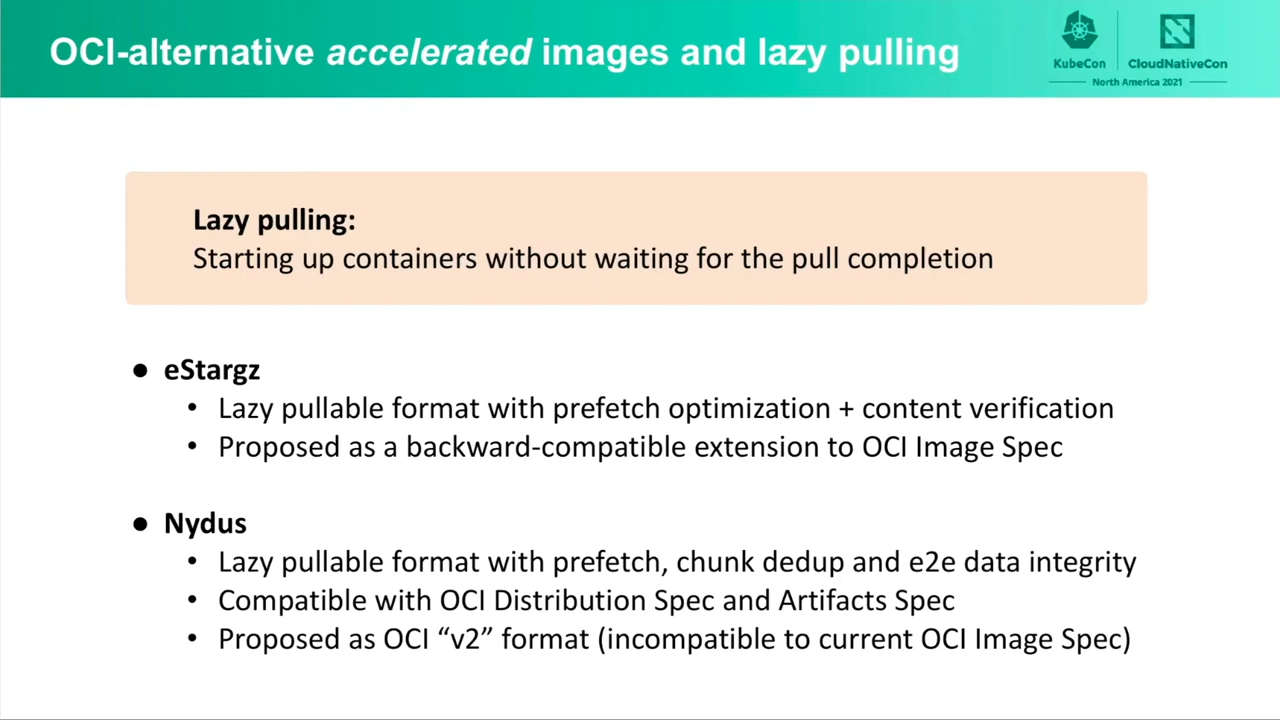 OCI-alternative accelerated images and lazy pulling
KubeCon
CloudNativeCon
North America 2021
Lazy pulling:
Starting up containers without waiting for the pull completion
● eStargz
• Lazy pullable format with prefetch optimization + content verification
• Proposed as a backward-compatible extension to OCI Image Spec
● Nydus
• Lazy pullable format with prefetch, chunk dedup and e2e data integrity
• Compatible with OCI Distribution Spec and Artifacts Spec
• Proposed as OCI “v2” format (incompatible to current OCI Image Spec)